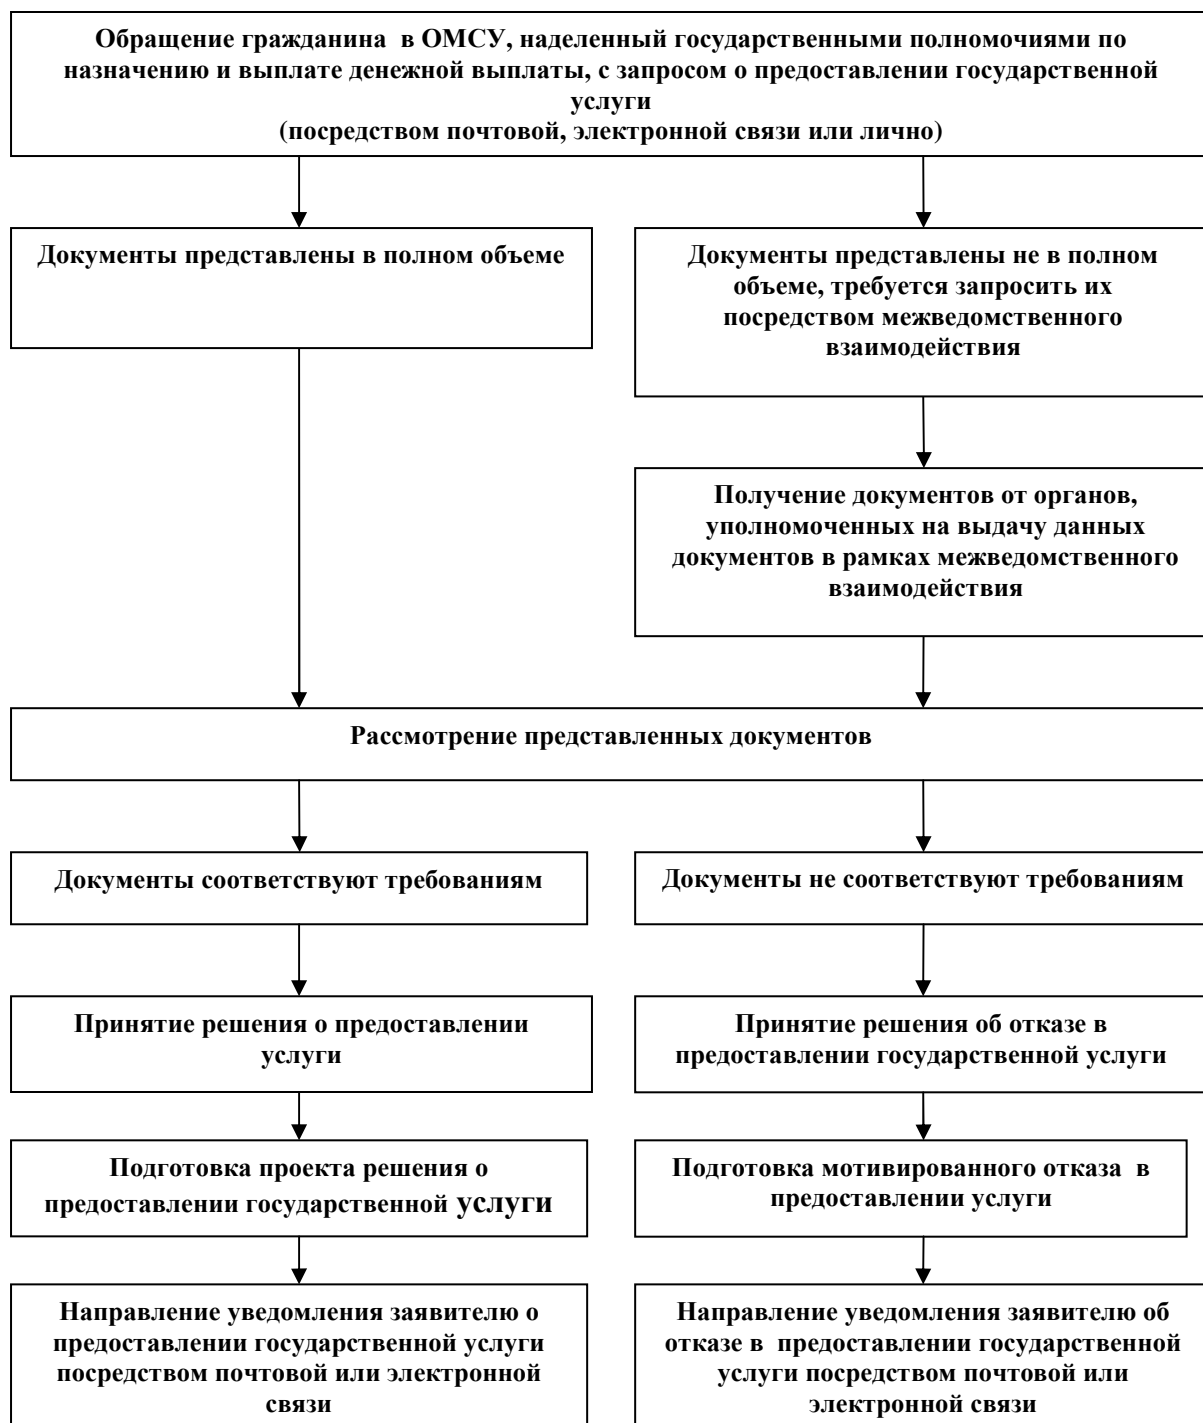 Обращение гражданина в ОМСУ, наделенный государственными полномочиями по
назначению и выплате денежной выплаты, с запросом о предоставлении государственной
услуги
(посредством почтовой, электронной связи или лично)
Документы представлены в полном объеме
Документы представлены не в полном
объеме, требуется запросить их
посредством межведомственного
взаимодействия
Получение документов от органов,
уполномоченных на выдачу данных
документов в рамках межведомственного
взаимодействия
Рассмотрение представленных документов
Документы соответствуют требованиям
Документы не соответствуют требованиям
Принятие решения о предоставлении
услуги
Принятие решения об отказе в
предоставлении государственной услуги
Подготовка проекта решения о
предоставлении государственной услуги
Подготовка мотивированного отказа в
предоставлении услуги
Направление уведомления заявителю о
предоставлении государственной услуги
посредством почтовой или электронной
связи
Направление уведомления заявителю об
отказе в предоставлении государственной
услуги посредством почтовой или
электронной связи